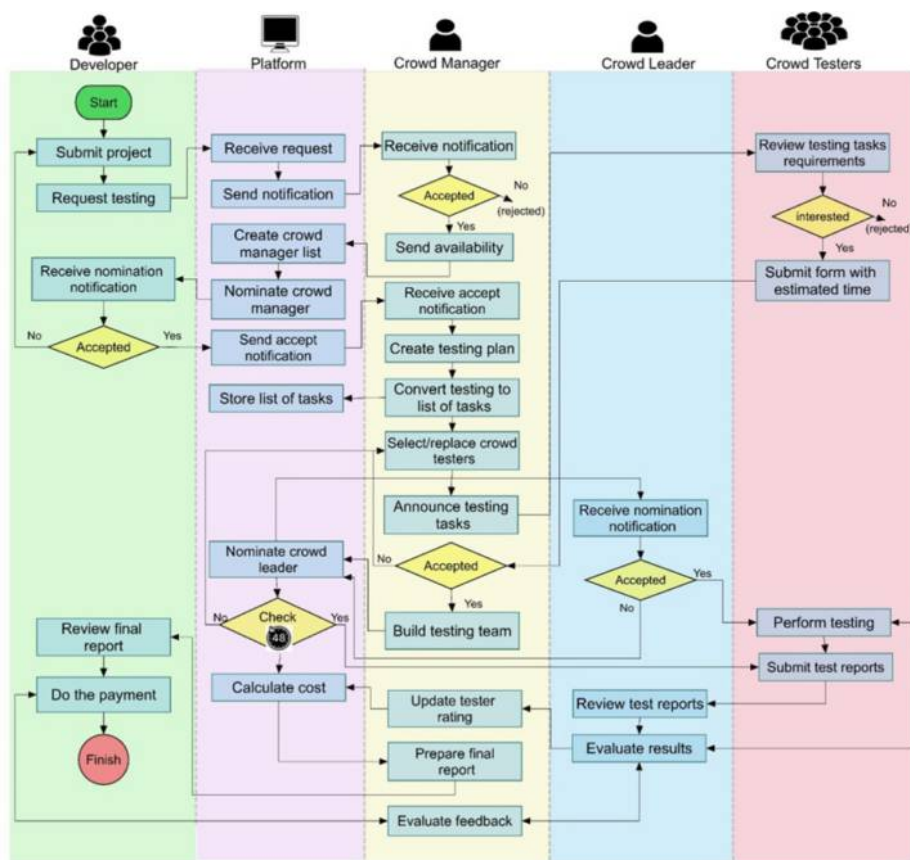 Developer
Platform
Crowd Manager
Crowd Leader
Crowd Testers
Start
Submit project
Request testing
Receive nomination
notification
No
Accepted
Yes
Review final
report
Do the payment
Finish
Receive request
Send notification
Create crowd
manager list
Nominate crowd
manager
Send accept
notification
Store list of tasks
Nominate crowd
leader
No
Check
Yes
48
Calculate cost
Receive notification
Accepted
No
(rejected)
Yes
Send availability
Receive accept
notification
Create testing plan
Convert testing to
list of tasks
Select/replace crowd
testers
Announce testing
tasks
No
Accepted
Yes
Build testing team
Update tester
rating
Prepare final
report
Evaluate feedback
Receive nomination
notification
Accepted
Yes
No
Review test reports
Evaluate results
Review testing tasks
requirements
interested
No
(rejected)
Yes
Submit form with
estimated time
Perform testing
Submit test reports